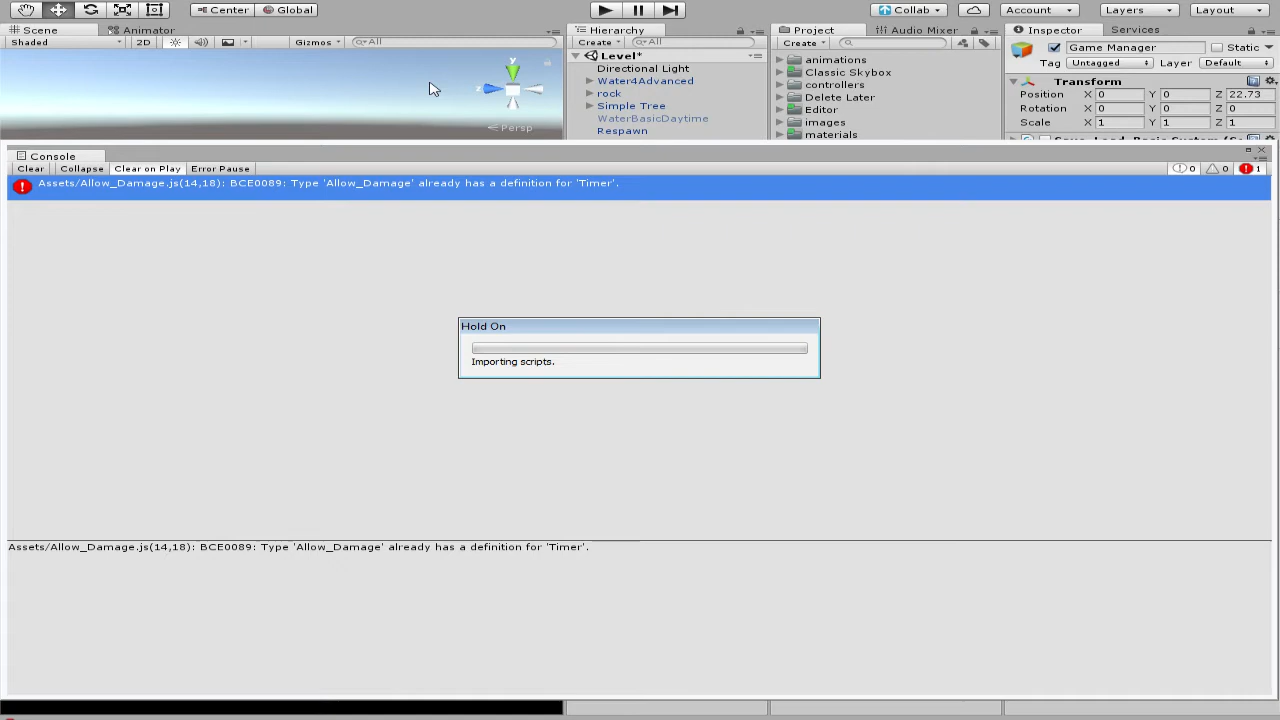 Center
Global
Collab
Account
Layers
Layout
Scene
Animator
Shaded
2D
Gizmos
All
Hierarchy
Create
All
Level*
Directional Light
Water4Advanced
rock
Simple Tree
WaterBasicDaytime
Respawn
Project
Audio Mixer
Create
animations
Classic Skybox
controllers
Delete Later
Editor
images
materials
Inspector
Services
Game Manager
Static
Tag Untagged Layer Default
Transform
Position X 0 Y 0 Z 22.73
Rotation X 0 Y 0 Z 0
Scale X 1 Y 1 Z 1
y
z
Persp
Console
Clear Collapse Clear on Play Error Pause
0 0 1
Assets/Allow_Damage.js(14,18): BCE0089: Type 'Allow_Damage' already has a definition for 'Timer'.
Hold On
Importing scripts.
Assets/Allow_Damage.js(14,18): BCE0089: Type 'Allow_Damage' already has a definition for 'Timer'.